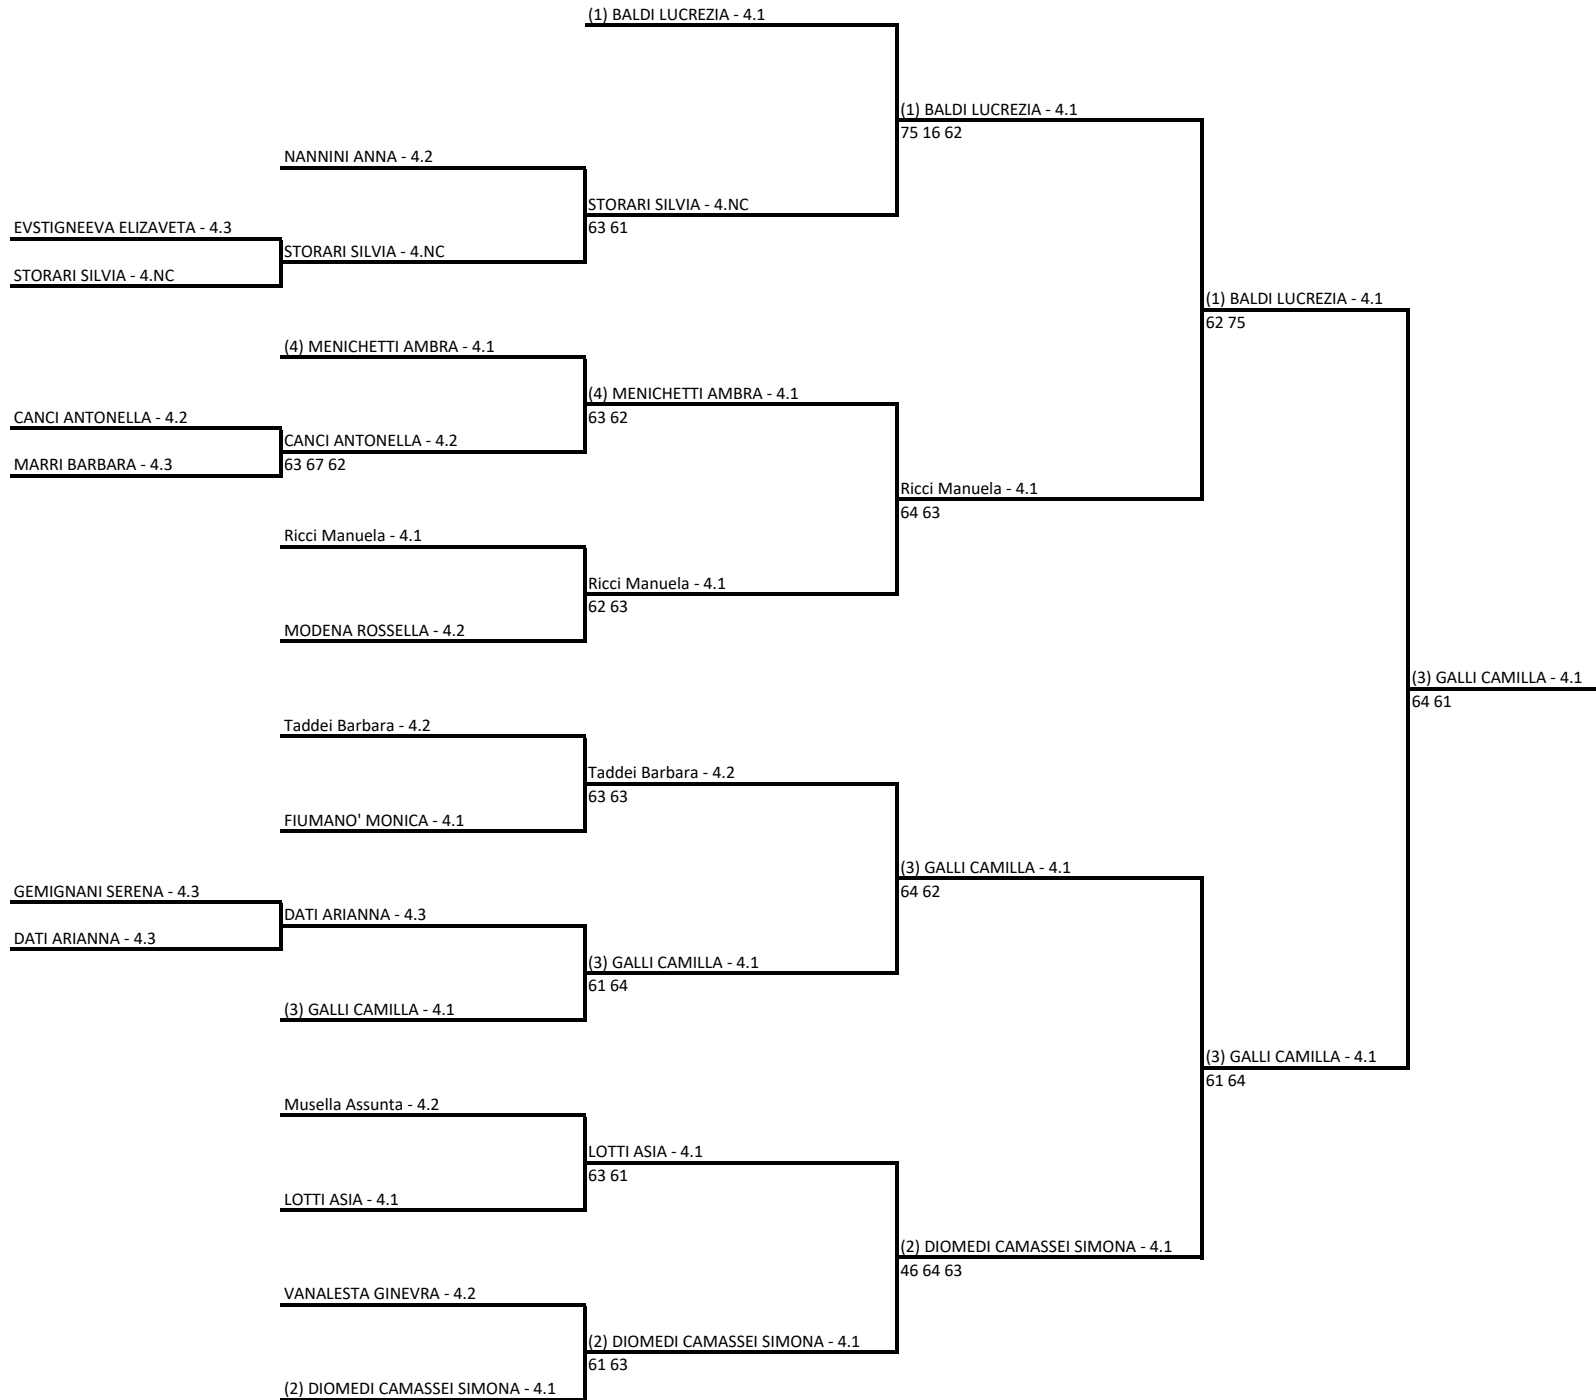 (1) BALDI LUCREZIA - 4.1
(1) BALDI LUCREZIA - 4.1
75 16 62
NANNINI ANNA - 4.2
STORARI SILVIA - 4.NC
63 61
EVSTIGNEEVA ELIZAVETA - 4.3
STORARI SILVIA - 4.NC
STORARI SILVIA - 4.NC
(1) BALDI LUCREZIA - 4.1
62 75
(4) MENICHETTI AMBRA - 4.1
(4) MENICHETTI AMBRA - 4.1
63 62
CANCI ANTONELLA - 4.2
CANCI ANTONELLA - 4.2
63 67 62
MARRI BARBARA - 4.3
Ricci Manuela - 4.1
64 63
Ricci Manuela - 4.1
Ricci Manuela - 4.1
62 63
MODENA ROSSELLA - 4.2
(3) GALLI CAMILLA - 4.1
64 61
Taddei Barbara - 4.2
Taddei Barbara - 4.2
63 63
FIUMANO' MONICA - 4.1
(3) GALLI CAMILLA - 4.1
64 62
GEMIGNANI SERENA - 4.3
DATI ARIANNA - 4.3
DATI ARIANNA - 4.3
(3) GALLI CAMILLA - 4.1
61 64
(3) GALLI CAMILLA - 4.1
(3) GALLI CAMILLA - 4.1
61 64
Musella Assunta - 4.2
LOTTI ASIA - 4.1
63 61
LOTTI ASIA - 4.1
(2) DIOMEDI CAMASSEI SIMONA - 4.1
46 64 63
VANALESTA GINEVRA - 4.2
(2) DIOMEDI CAMASSEI SIMONA - 4.1
61 63
(2) DIOMEDI CAMASSEI SIMONA - 4.1